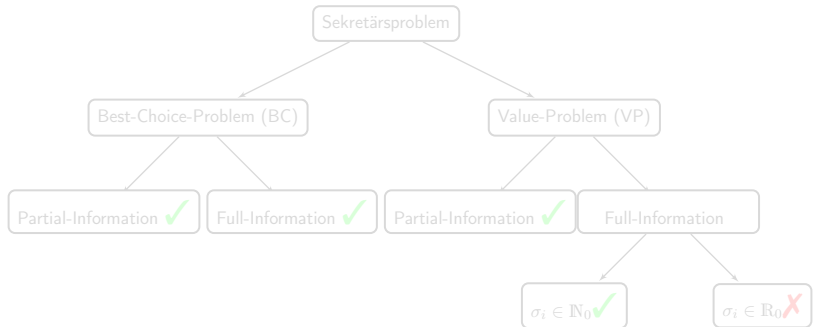 Sekretärsproblem
Best-Choice-Problem (BC)
Value-Problem (VP)
Partial-Information ✓
Full-Information ✓
Partial-Information ✓
Full-Information
σᵢ ∈ ℕ₀ ✓
σᵢ ∈ ℝ₀ ✗